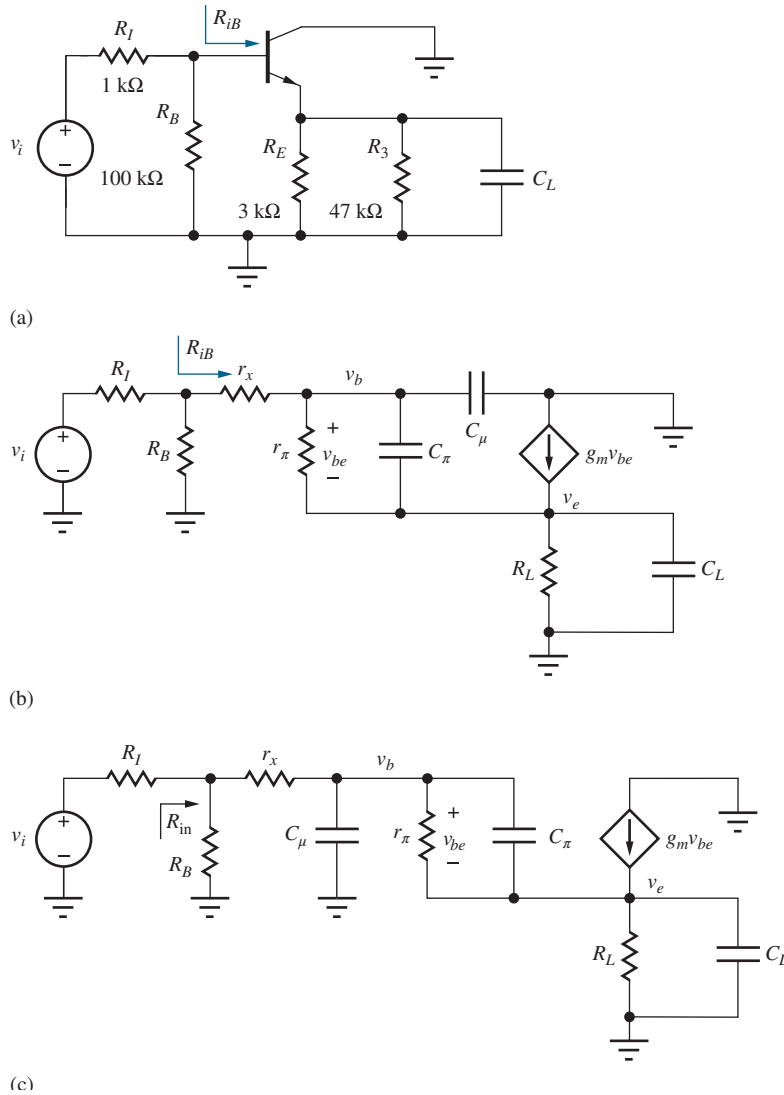 R_iB
R_I
1 kΩ
R_B
R_E
R_3
v_i
+
−
100 kΩ
3 kΩ
47 kΩ
C_L
(a)
R_iB
R_I
r_x
v_b
C_μ
v_i
+
−
R_B
r_π
+
v_be
−
C_π
g_m v_be
v_e
R_L
C_L
(b)
R_I
r_x
v_b
v_i
+
−
R_in
R_B
C_μ
r_π
+
v_be
−
C_π
g_m v_be
v_e
R_L
C_L
(c)